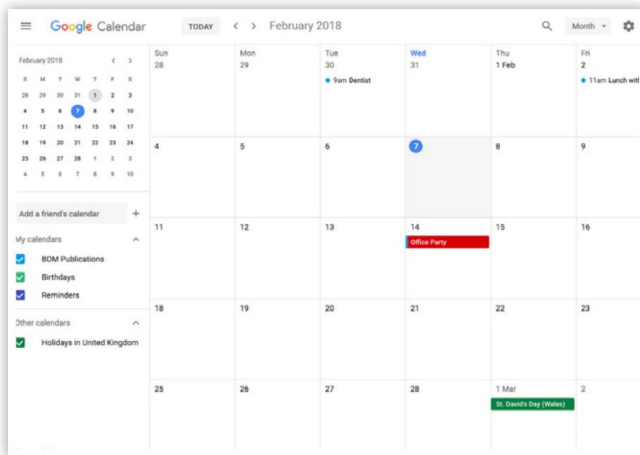 Google Calendar
TODAY
February 2018
Month
February 2018
S M T W T F S
28 29 30 31 1 2 3
4 5 6 7 8 9 10
11 12 13 14 15 16 17
18 19 20 21 22 23 24
25 26 27 28 1 2 3
4 5 6 7 8 9 10
Add a friend's calendar
My calendars
BDM Publications
Birthdays
Reminders
Other calendars
Holidays in United Kingdom
Sun Mon Tue Wed Thu Fri
28 29 30 31 1 Feb 2
9am Dentist
11am Lunch with
4 5 6 7 8 9
11 12 13 14 15 16
Office Party
18 19 20 21 22 23
25 26 27 28 1 Mar 2
St. David's Day (Wales)